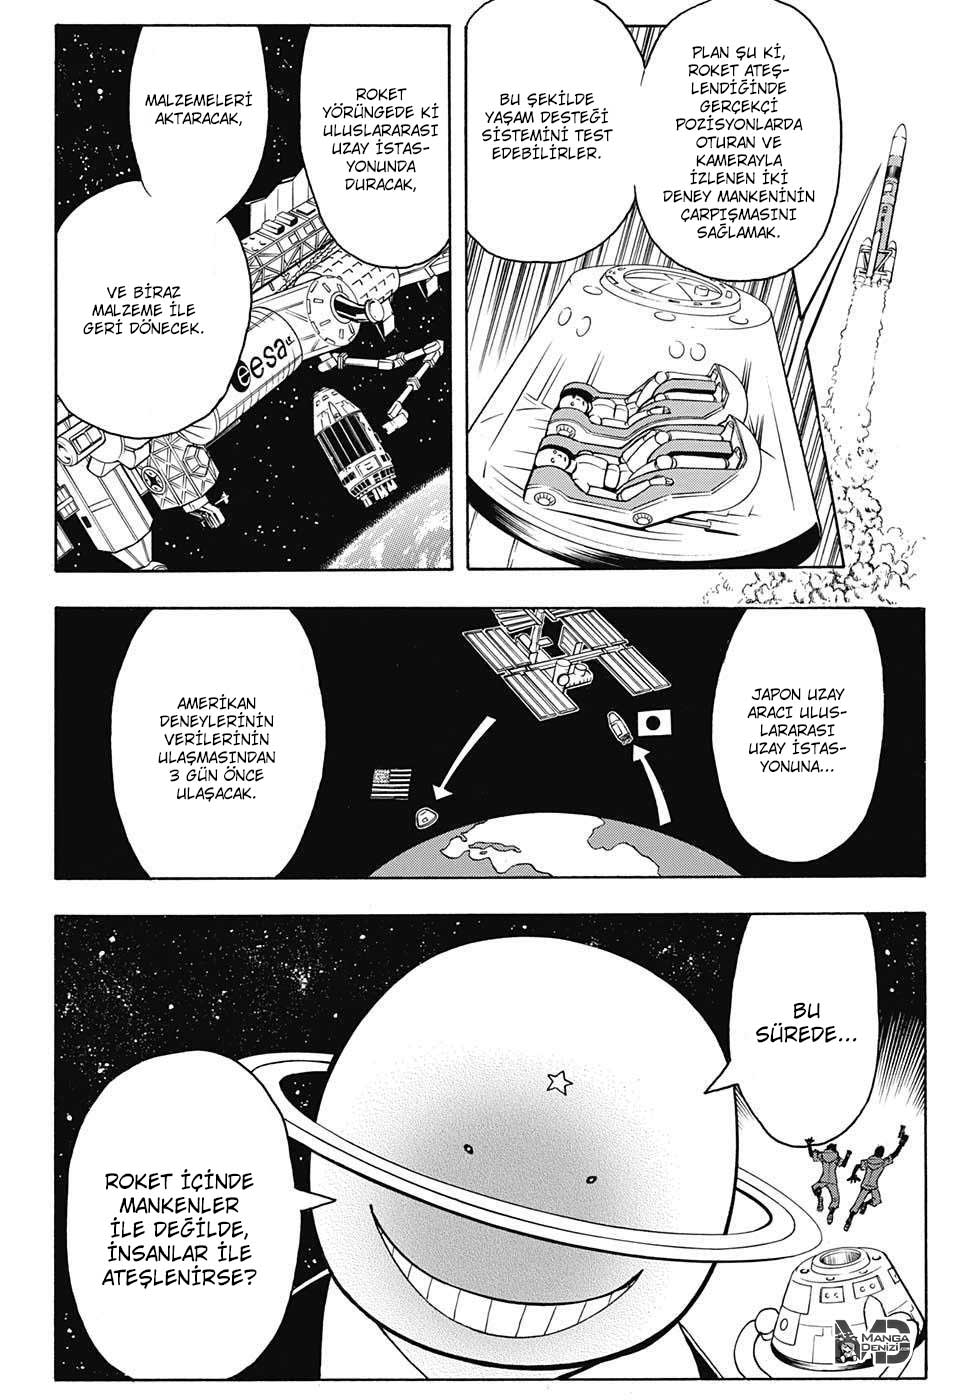 PLAN ŞU Kİ,
ROKET ATEŞ-
LENDİĞİNDE
GERÇEKÇİ
POZİSYONLARDA
OTURAN VE
KAMERAYLA
İZLENEN İKİ
DENEY MANKENİNİN
ÇARPIŞMASINI
SAĞLAMAK.
BU ŞEKİLDE
YAŞAM DESTEĞİ
SİSTEMİNİ TEST
EDEBİLİRLER.
ROKET
YÖRÜNGEDE Kİ
ULUSLARARASI
UZAY İSTAS-
YONUNDA
DURACAK,
MALZEMELERİ
AKTARACAK,
VE BİRAZ
MALZEME İLE
GERİ DÖNECEK.
eesa
JAPON UZAY
ARACI ULUS-
LARARASI
UZAY İSTAS-
YONUNA...
AMERİKAN
DENEYLERİNİN
VERİLERİNİN
ULAŞMASINDAN
3 GÜN ÖNCE
ULAŞACAK.
BU
SÜREDE...
ROKET İÇİNDE
MANKENLER
İLE DEĞİLDE,
İNSANLAR İLE
ATEŞLENİRSE?
MD
MANGA
DENİZİ.com